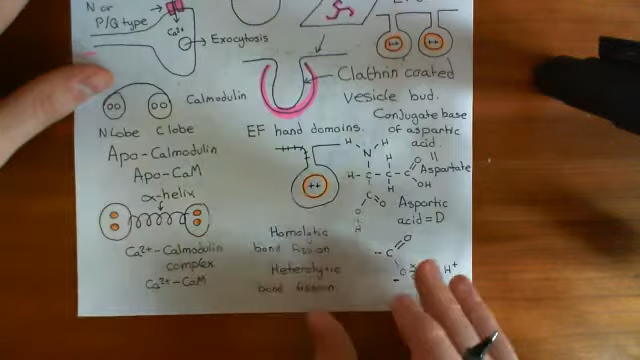 N or
P/Q type
Ca2+
Exocytosis
Clathrin coated
vesicle bud.
Calmodulin
N Lobe C lobe
EF hand domains.
Conjugate base
of aspartic
acid.
Apo-Calmodulin
Apo-CaM
α-helix
Aspartate
Aspartic
acid = D
Homolytic
bond fission
Heterolytic
bond fission
Ca2+-Calmodulin
complex
Ca2+-CaM
++
++
++
H H
N H
H - C - C - C O
H OH
C O
O
H
- C O
O
-
H+